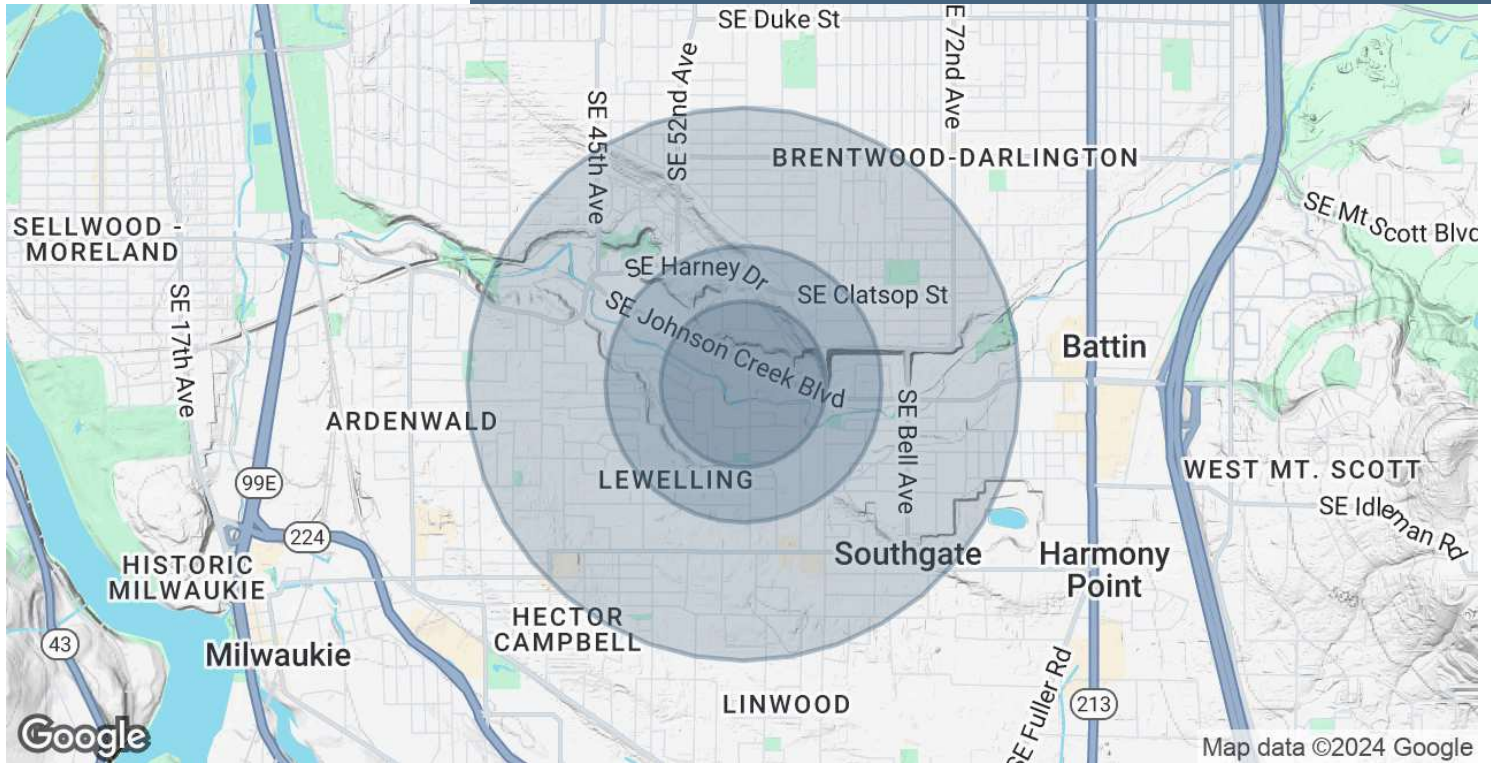 SE Duke St
SE 72nd Ave
SE 52nd Ave
SE 45th Ave
BRENTWOOD-DARLINGTON
SELLWOOD -
MORELAND
SE Mt Scott Blvd
SE Harney Dr
SE Clatsop St
SE 17th Ave
SE Johnson Creek Blvd
Battin
ARDENWALD
SE Bell Ave
LEWELLING
WEST MT. SCOTT
99E
SE Idleman Rd
224
Southgate
Harmony
Point
HISTORIC
MILWAUKIE
HECTOR
CAMPBELL
43
Milwaukie
SE Fuller Rd
LINWOOD
213
Google
Map data ©2024 Google